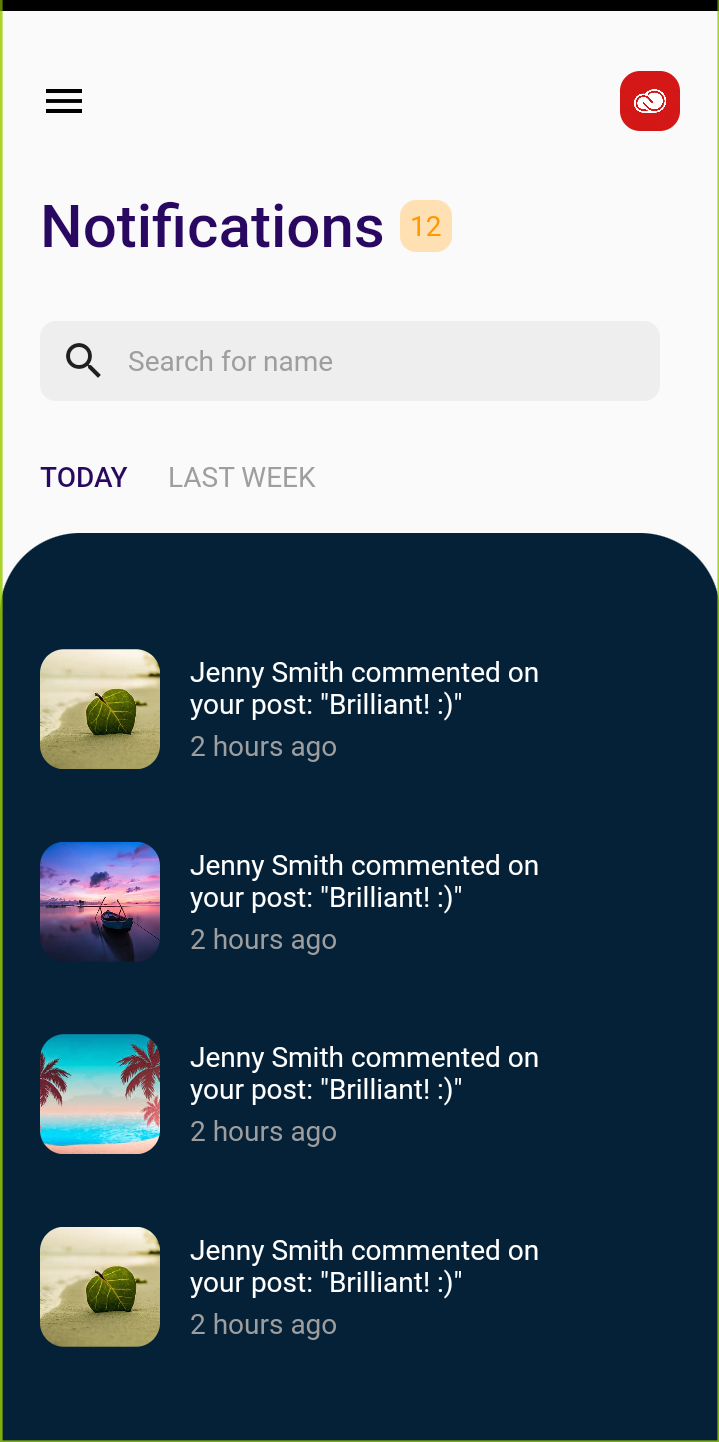 Notifications 12
Search for name
TODAY LAST WEEK
Jenny Smith commented on
your post: "Brilliant! :)"
2 hours ago
Jenny Smith commented on
your post: "Brilliant! :)"
2 hours ago
Jenny Smith commented on
your post: "Brilliant! :)"
2 hours ago
Jenny Smith commented on
your post: "Brilliant! :)"
2 hours ago